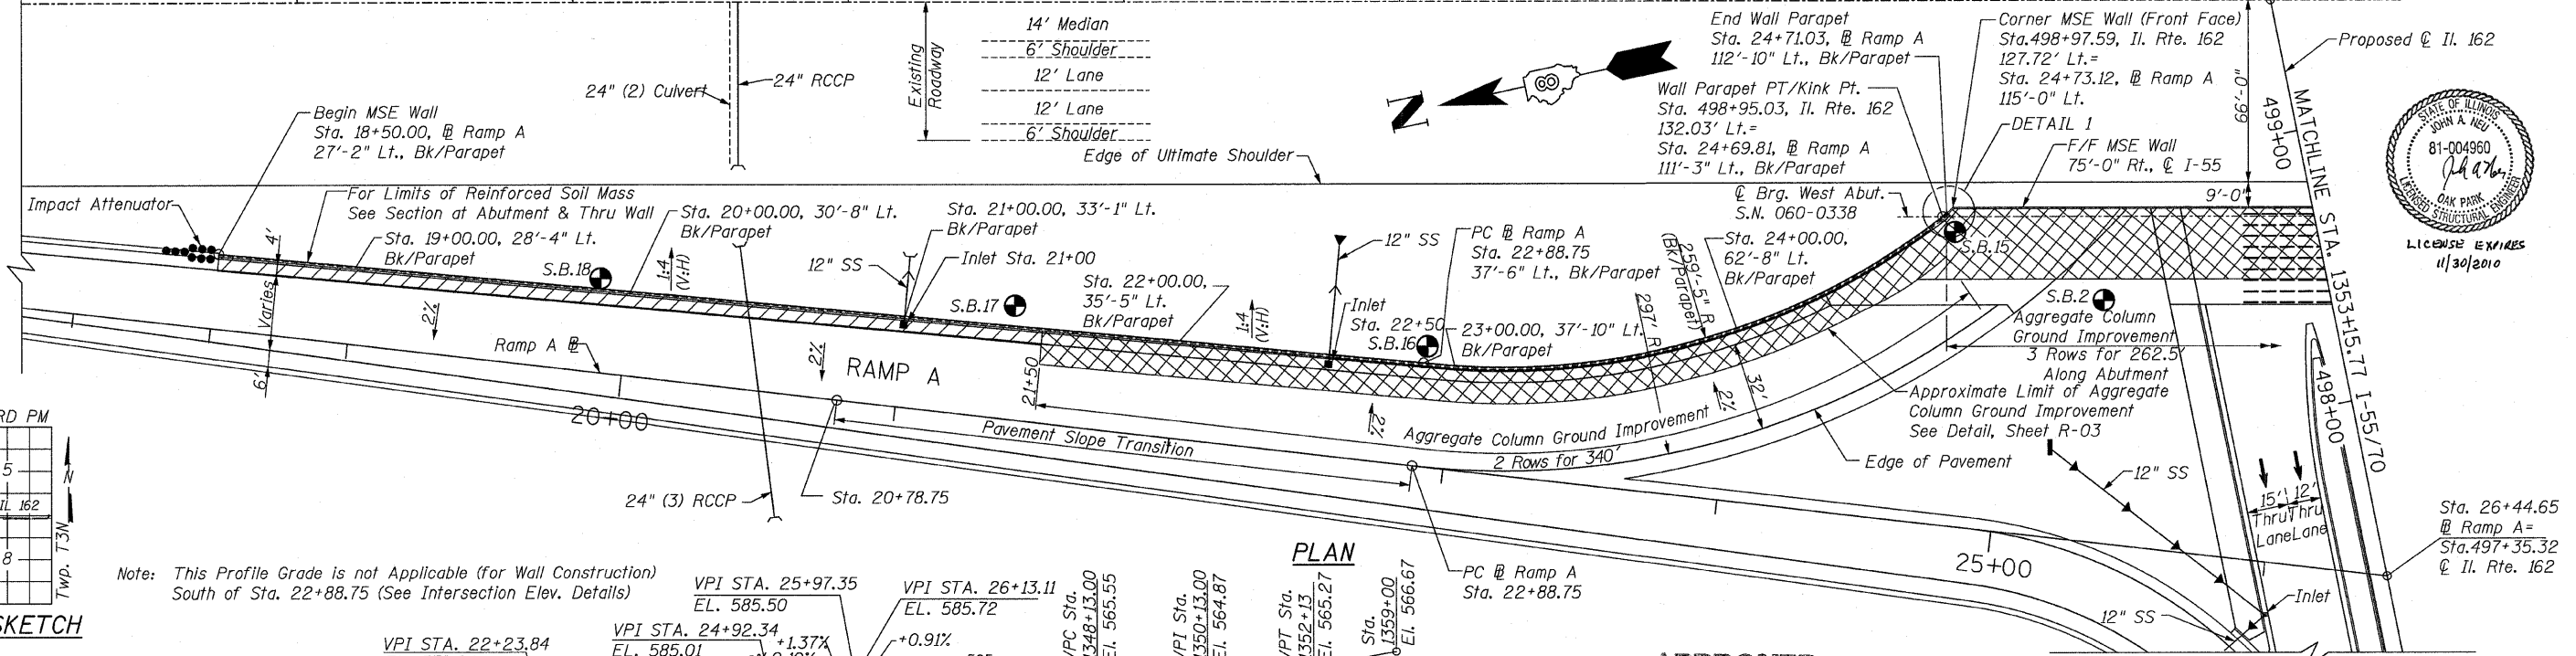 14' Median
6' Shoulder
12' Lane
12' Lane
6' Shoulder
Existing
Roadway
24" (2) Culvert
24" RCCP
Begin MSE Wall
Sta. 18+50.00, ⅊ Ramp A
27'-2" Lt., Bk/Parapet
Impact Attenuator
For Limits of Reinforced Soil Mass
See Section at Abutment & Thru Wall
Sta. 19+00.00, 28'-4" Lt.
Bk/Parapet
4'
Varies
6'
S.B.18
Sta. 20+00.00, 30'-8" Lt.
Bk/Parapet
1:4
(V:H)
2%
Ramp A ⅊
20+00
24" (3) RCCP
Sta. 20+78.75
12" SS
Sta. 21+00.00, 33'-1" Lt.
Bk/Parapet
Inlet Sta. 21+00
S.B.17
2%
RAMP A
21+50
Sta. 22+00.00,
35'-5" Lt.
Bk/Parapet
Edge of Ultimate Shoulder
N
1:4
(V:H)
12" SS
Inlet
Sta. 22+50
S.B.16
PC ⅊ Ramp A
Sta. 22+88.75
37'-6" Lt., Bk/Parapet
23+00.00, 37'-10" Lt.
Bk/Parapet
Pavement Slope Transition
2%
Aggregate Column Ground Improvement
2 Rows for 340'
297' R
259'-5" R
(Bk/Parapet)
32'
2%
Sta. 24+00.00,
62'-8" Lt.
Bk/Parapet
End Wall Parapet
Sta. 24+71.03, ⅊ Ramp A
112'-10" Lt., Bk/Parapet
Wall Parapet PT/Kink Pt.
Sta. 498+95.03, Il. Rte. 162
132.03' Lt.=
Sta. 24+69.81, ⅊ Ramp A
111'-3" Lt., Bk/Parapet
℄ Brg. West Abut.
S.N. 060-0338
Corner MSE Wall (Front Face)
Sta.498+97.59, Il. Rte. 162
127.72' Lt.=
Sta. 24+73.12, ⅊ Ramp A
115'-0" Lt.
DETAIL 1
F/F MSE Wall
75'-0" Rt., ℄ I-55
S.B.15
66'-0"
9'-0"
499+00
Proposed ℄ Il. 162
MATCHLINE STA. 1353+15.77 I-55/70
S.B.2
Aggregate Column
Ground Improvement
3 Rows for 262.5'
Along Abutment
Approximate Limit of Aggregate
Column Ground Improvement
See Detail, Sheet R-03
Edge of Pavement
12" SS
498+00
15'
Thru
Lane
12'
Thru
Lane
Sta. 26+44.65
⅊ Ramp A=
Sta.497+35.32
℄ Il. Rte. 162
25+00
Inlet
12" SS
PC ⅊ Ramp A
Sta. 22+88.75
STATE OF ILLINOIS
JOHN A. NEU
81-004960
OAK PARK
LICENSED STRUCTURAL ENGINEER
LICENSE EXPIRES
11/30/2010
RD PM
5
IL 162
8
Twp. T3N
N
SKETCH
Note: This Profile Grade is not Applicable (for Wall Construction)
South of Sta. 22+88.75 (See Intersection Elev. Details)
PLAN
VPI STA. 22+23.84
VPI STA. 24+92.34
EL. 585.01
+1.37%
VPI STA. 25+97.35
EL. 585.50
VPI STA. 26+13.11
EL. 585.72
+0.91%
VPC Sta.
1348+13.00
El. 565.55
VPI Sta.
1350+13.00
El. 564.87
VPT Sta.
1352+13
El. 565.27
Sta.
1359+00
El. 566.67